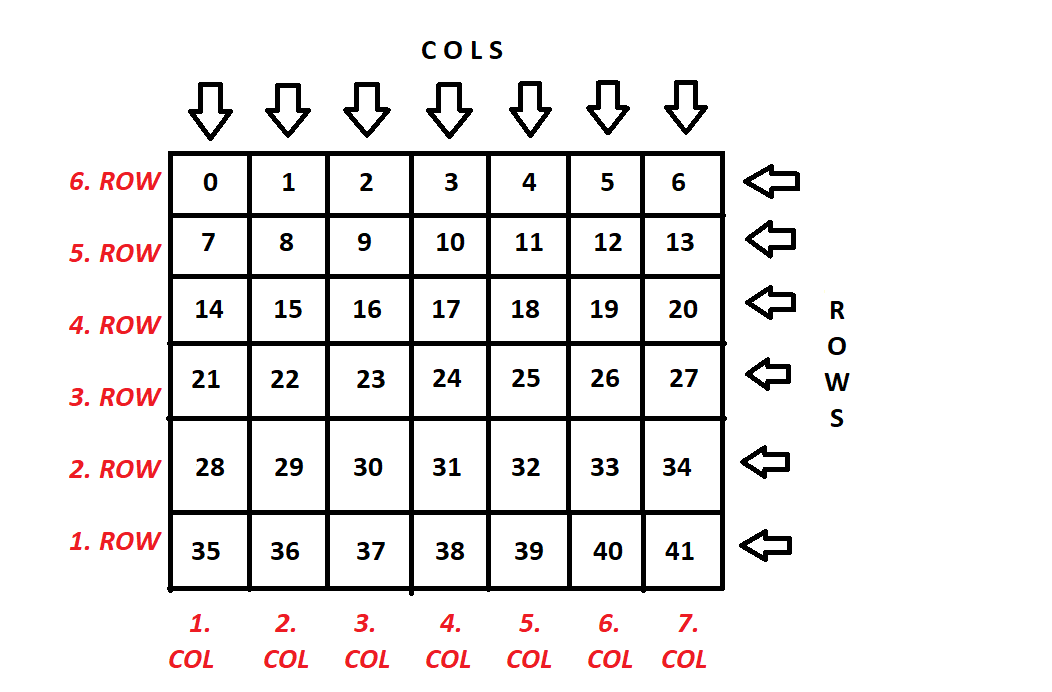 C O L S
6. ROW 0 1 2 3 4 5 6
5. ROW 7 8 9 10 11 12 13
4. ROW 14 15 16 17 18 19 20
3. ROW 21 22 23 24 25 26 27
2. ROW 28 29 30 31 32 33 34
1. ROW 35 36 37 38 39 40 41
R
O
W
S
1. 2. 3. 4. 5. 6. 7.
COL COL COL COL COL COL COL